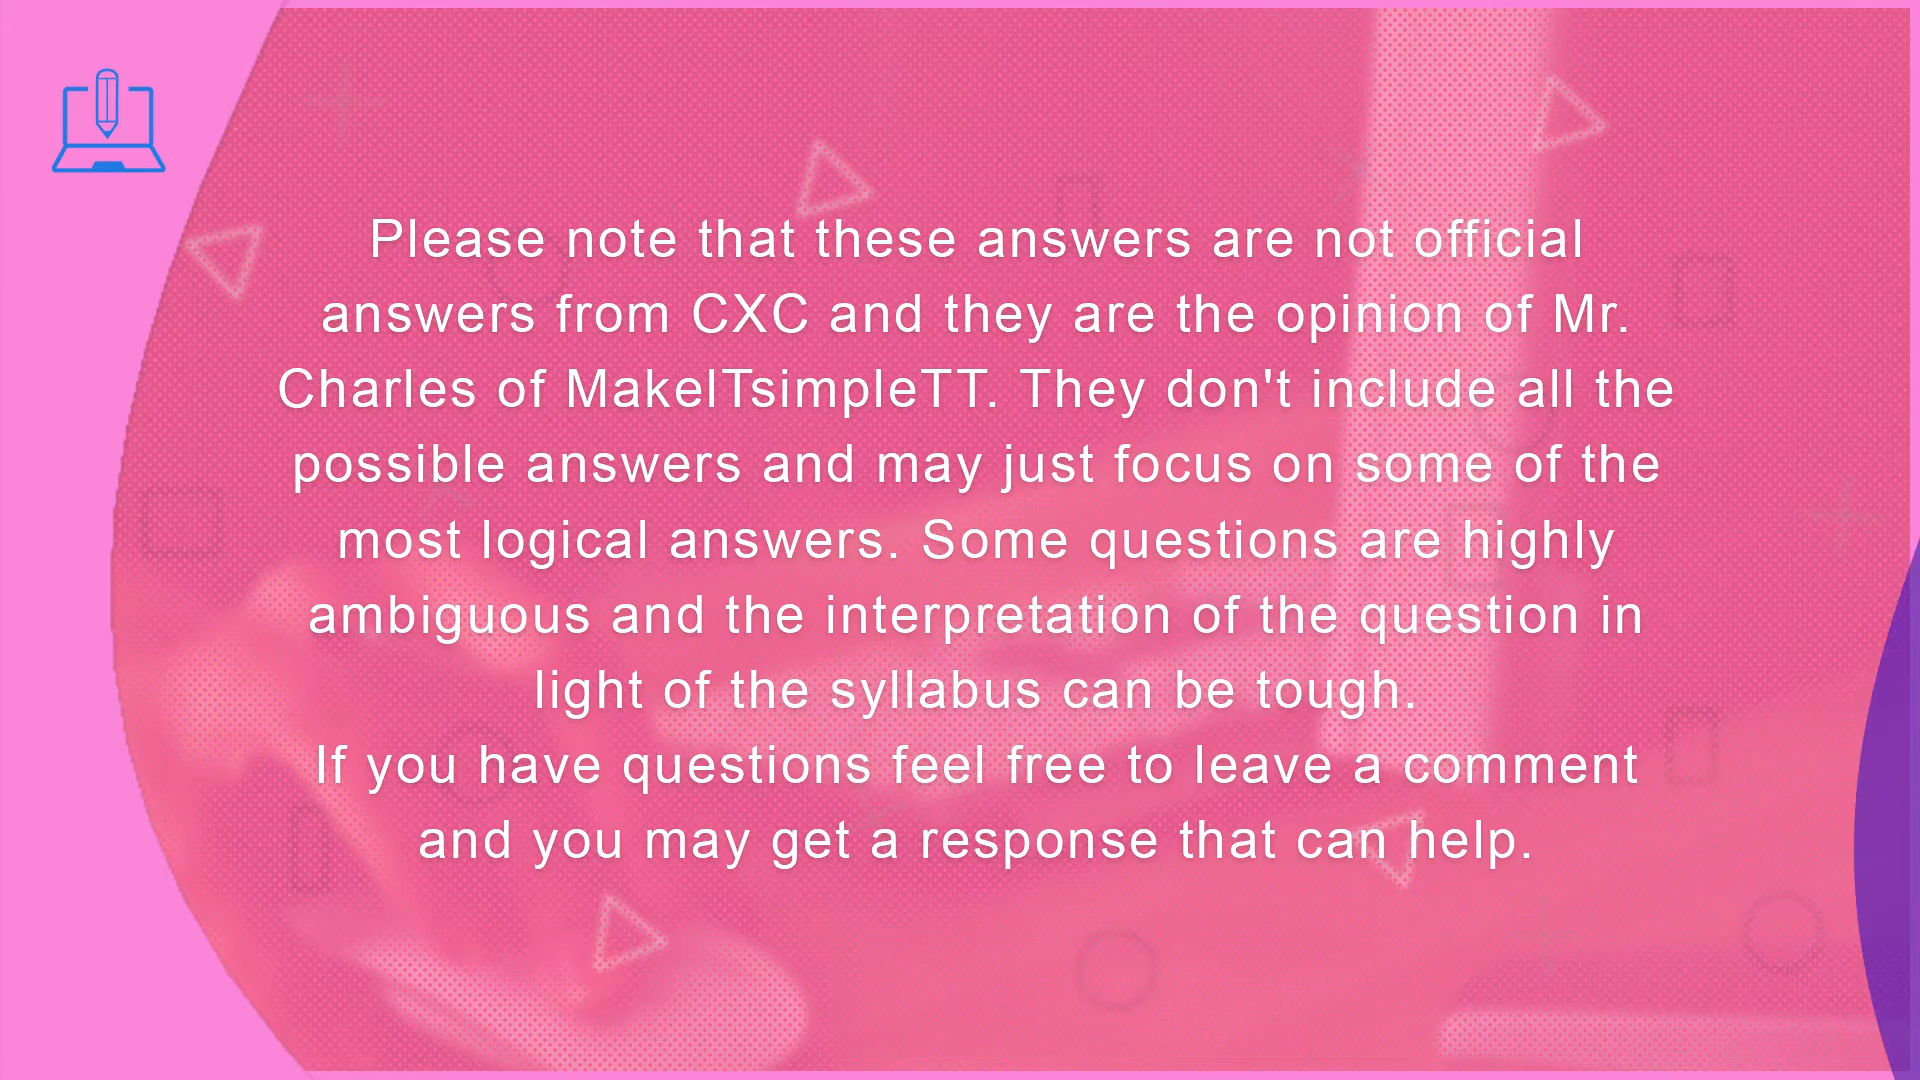 Please note that these answers are not official
answers from CXC and they are the opinion of Mr.
Charles of MakeITsimpleTT. They don't include all the
possible answers and may just focus on some of the
most logical answers. Some questions are highly
ambiguous and the interpretation of the question in
light of the syllabus can be tough.
If you have questions feel free to leave a comment
and you may get a response that can help.